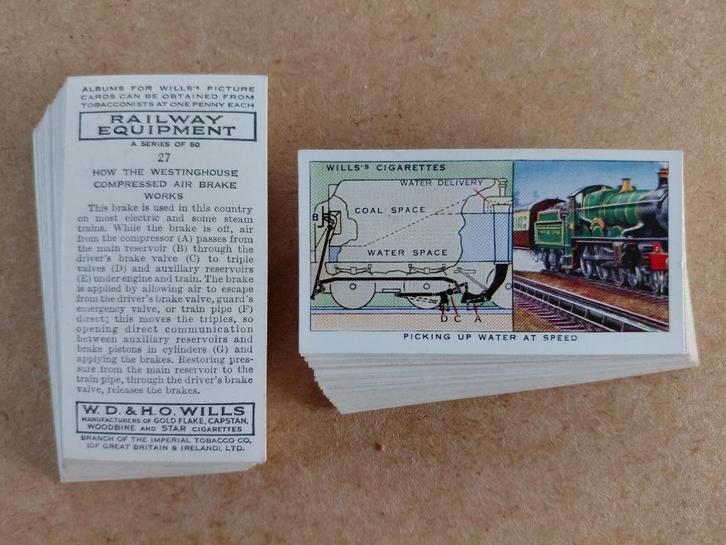 ALBUMS FOR WILLS'S PICTURE
CARDS CAN BE OBTAINED FROM
TOBACCONISTS AT ONE PENNY EACH
RAILWAY
EQUIPMENT
A SERIES OF 50
27
HOW THE WESTINGHOUSE
COMPRESSED AIR BRAKE
WORKS
This brake is used in this country
on most electric and some steam
trains. While the brake is off, air
from the compressor (A) passes from
the main reservoir (B) through the
driver's brake valve (C) to triple
valves (D) and auxiliary reservoirs
(E) under engine and train. The brake
is applied by allowing air to escape
from the driver's brake valve, guard's
emergency valve, or train pipe (F)
direct; this moves the triples, so
opening direct communication
between auxiliary reservoirs and
brake pistons in cylinders (G) and
applying the brakes. Restoring pres-
sure from the main reservoir to the
train pipe, through the driver's brake
valve, releases the brakes.
W. D. & H. O. WILLS
MANUFACTURERS OF GOLD FLAKE, CAPSTAN,
WOODBINE AND STAR CIGARETTES
BRANCH OF THE IMPERIAL TOBACCO CO.
(OF GREAT BRITAIN & IRELAND), LTD.
WILLS'S CIGARETTES
WATER DELIVERY
COAL SPACE
B
WATER SPACE
D C A
PICKING UP WATER AT SPEED